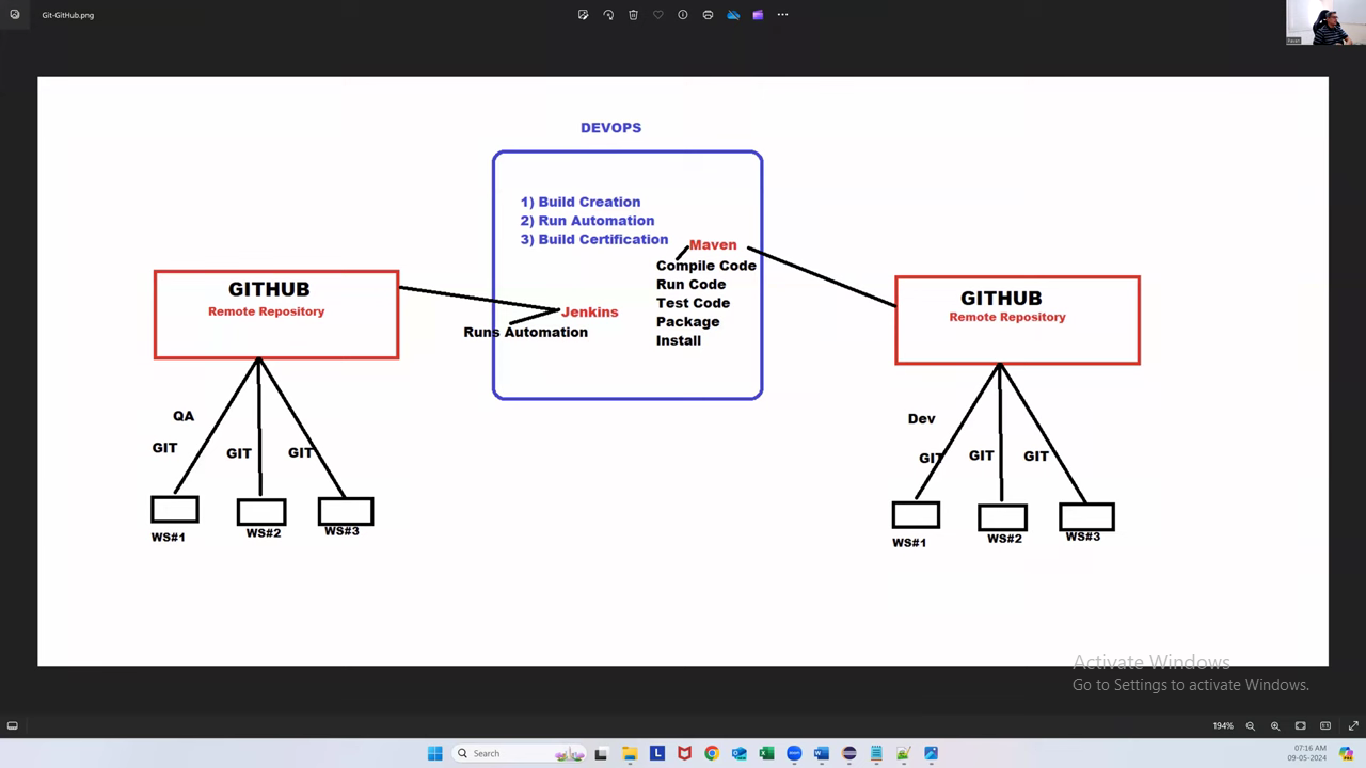 Git-GitHub.png
DEVOPS
1) Build Creation
2) Run Automation
3) Build Certification
Maven
Compile Code
Run Code
Test Code
Package
Install
Jenkins
Runs Automation
GITHUB
Remote Repository
QA
GIT
GIT
GIT
WS#1
WS#2
WS#3
GITHUB
Remote Repository
Dev
GIT
GIT
GIT
WS#1
WS#2
WS#3
Activate Windows
Go to Settings to activate Windows.
194%
Search
07:16 AM
09-05-2024